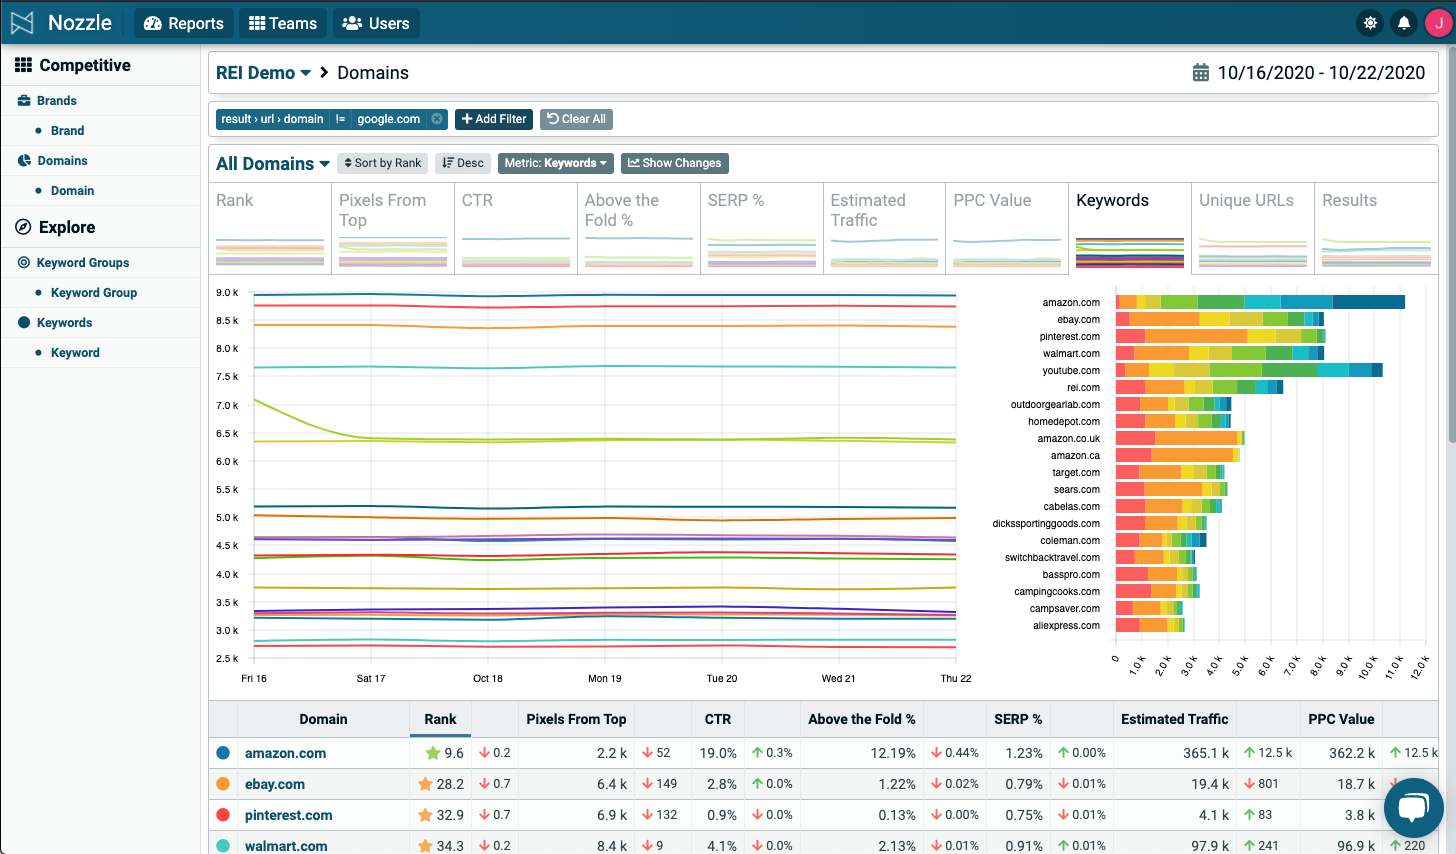 Nozzle Reports Teams Users J
Competitive
Brands
Brand
Domains
Domain
Explore
Keyword Groups
Keyword Group
Keywords
Keyword
REI Demo > Domains 10/16/2020 - 10/22/2020
result › url › domain != google.com + Add Filter Clear All
All Domains Sort by Rank Desc Metric: Keywords Show Changes
Rank
Pixels From
Top
CTR
Above the
Fold %
SERP %
Estimated
Traffic
PPC Value
Keywords
Unique URLs
Results
9.0 k
8.5 k
8.0 k
7.5 k
7.0 k
6.5 k
6.0 k
5.5 k
5.0 k
4.5 k
4.0 k
3.5 k
3.0 k
2.5 k
Fri 16 Sat 17 Oct 18 Mon 19 Tue 20 Wed 21 Thu 22
amazon.com
ebay.com
pinterest.com
walmart.com
youtube.com
rei.com
outdoorgearlab.com
homedepot.com
amazon.co.uk
amazon.ca
target.com
sears.com
cabelas.com
dickssportinggoods.com
coleman.com
switchbacktravel.com
basspro.com
campingcooks.com
campsaver.com
aliexpress.com
0 1.0 k 2.0 k 3.0 k 4.0 k 5.0 k 6.0 k 7.0 k 8.0 k 9.0 k 10.0 k 11.0 k 12.0 k
Domain Rank Pixels From Top CTR Above the Fold % SERP % Estimated Traffic PPC Value
amazon.com 9.6 0.2 2.2 k 52 19.0% 0.3% 12.19% 0.44% 1.23% 0.00% 365.1 k 12.5 k 362.2 k 12.5 k
ebay.com 28.2 0.7 6.4 k 149 2.8% 0.0% 1.22% 0.02% 0.79% 0.01% 19.4 k 801 18.7 k
pinterest.com 32.9 0.7 6.9 k 132 0.9% 0.0% 0.13% 0.00% 0.75% 0.01% 4.1 k 83 3.8 k
walmart.com 34.3 0.2 8.4 k 9 4.1% 0.0% 2.13% 0.01% 0.91% 0.01% 97.9 k 241 96.9 k 220